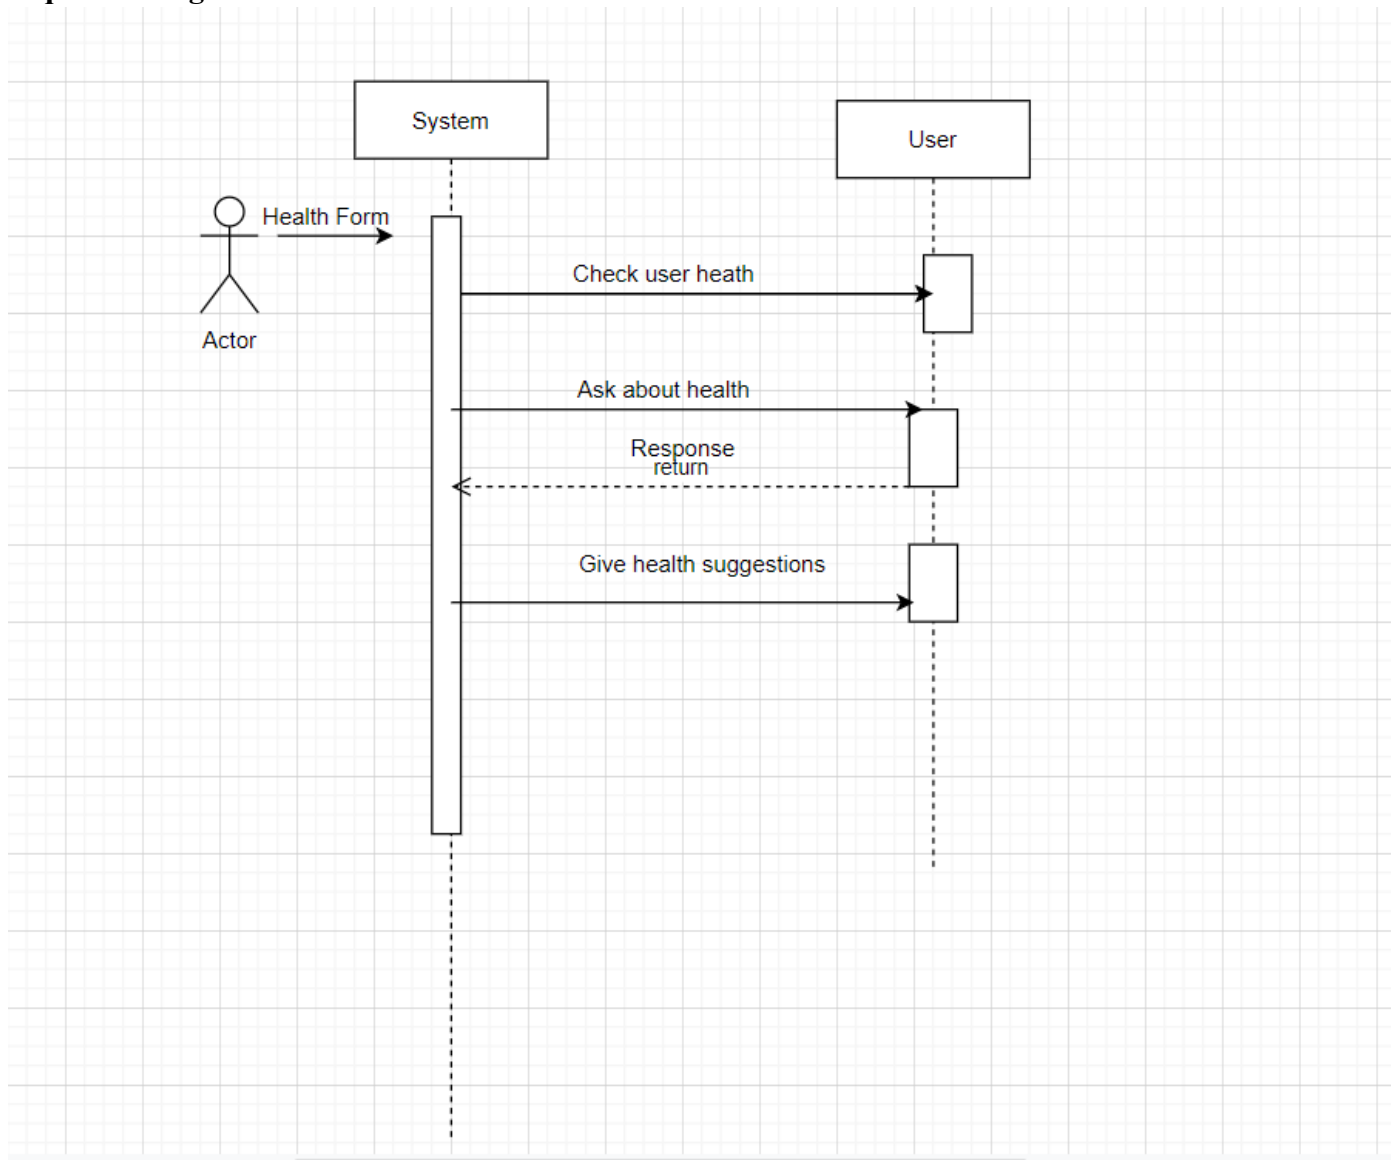 System
User
Health Form
Check user heath
Actor
Ask about health
Response
return
Give health suggestions